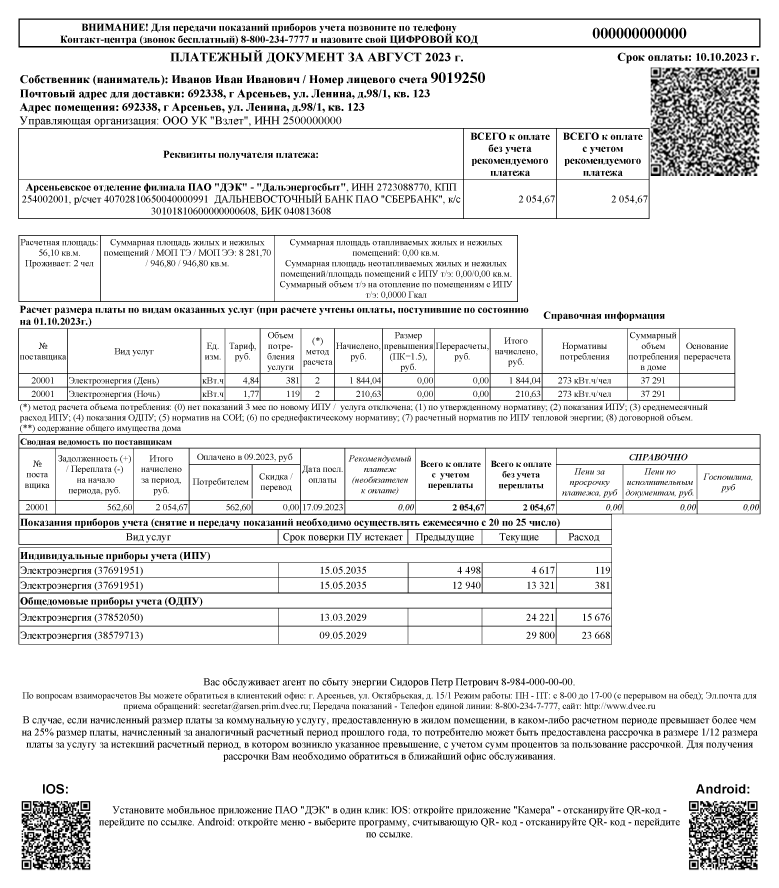 ВНИМАНИЕ! Для передачи показаний приборов учета позвоните по телефону
Контакт-центра (звонок бесплатный) 8-800-234-7777 и назовите свой ЦИФРОВОЙ КОД
000000000000
ПЛАТЕЖНЫЙ ДОКУМЕНТ ЗА АВГУСТ 2023 г.
Срок оплаты: 10.10.2023 г.
Собственник (наниматель): Иванов Иван Иванович / Номер лицевого счета 9019250
Почтовый адрес для доставки: 692338, г Арсеньев, ул. Ленина, д.98/1, кв. 123
Адрес помещения: 692338, г Арсеньев, ул. Ленина, д.98/1, кв. 123
Управляющая организация: ООО УК "Взлет", ИНН 2500000000
Реквизиты получателя платежа:
ВСЕГО к оплате без учета рекомендуемого платежа
ВСЕГО к оплате с учетом рекомендуемого платежа
Арсеньевское отделение филиала ПАО "ДЭК" - "Дальэнергосбыт", ИНН 2723088770, КПП
254002001, р/счет 40702810650040000991 ДАЛЬНЕВОСТОЧНЫЙ БАНК ПАО "СБЕРБАНК", к/с
30101810600000000608, БИК 040813608
2 054,67
2 054,67
Расчетная площадь:
56,10 кв.м.
Проживает: 2 чел
Суммарная площадь жилых и нежилых
помещений / МОП ТЭ / МОП ЭЭ: 8 281,70
/ 946,80 / 946,80 кв.м.
Суммарная площадь отапливаемых жилых и нежилых
помещений: 0,00 кв.м.
Суммарная площадь неотапливаемых жилых и нежилых
помещений/площадь помещений с ИПУ т/э: 0,00/0,00 кв.м.
Суммарный объем т/э на отопление по помещениям с ИПУ
т/э: 0,0000 Гкал
Расчет размера платы по видам оказанных услуг (при расчете учтены оплаты, поступившие по состоянию
на 01.10.2023г.)
Справочная информация
№ поставщика
Вид услуг
Ед. изм.
Тариф, руб.
Объем потре-бления услуги
(*) метод расчета
Начислено, руб.
Размер превышения (ПК=1.5), руб.
Перерасчеты, руб.
Итого начислено, руб.
Нормативы потребления
Суммарный объем потребления в доме
Основание перерасчета
20001 Электроэнергия (День) кВт.ч 4,84 381 2 1 844,04 0,00 0,00 1 844,04 273 кВт.ч/чел 37 291
20001 Электроэнергия (Ночь) кВт.ч 1,77 119 2 210,63 0,00 0,00 210,63 273 кВт.ч/чел 37 291
(*) метод расчета объема потребления: (0) нет показаний 3 мес по новому ИПУ / услуга отключена; (1) по утвержденному нормативу; (2) показания ИПУ; (3) среднемесячный
расход ИПУ; (4) показания ОДПУ; (5) норматив на СОИ; (6) по среднефактическому нормативу; (7) расчетный норматив по ИПУ тепловой энергии; (8) договорной объем.
(**) содержание общего имущества дома
Сводная ведомость по поставщикам
№ поста вщика
Задолженность (+) / Переплата (-) на начало периода, руб.
Итого начислено за период, руб.
Оплачено в 09.2023, руб
Потребителем
Скидка / перевод
Дата посл. оплаты
Рекомендуемый платеж (необязателен к оплате)
Всего к оплате с учетом переплаты
Всего к оплате без учета переплаты
СПРАВОЧНО
Пени за просрочку платежа, руб
Пени по исполнительным документам, руб.
Госпошлина, руб
20001 562,60 2 054,67 562,60 0,00 17.09.2023 0,00 2 054,67 2 054,67 0,00 0,00 0,00
Показания приборов учета (снятие и передачу показаний необходимо осуществлять ежемесячно с 20 по 25 число)
Вид услуг Срок поверки ПУ истекает Предыдущие Текущие Расход
Индивидуальные приборы учета (ИПУ)
Электроэнергия (37691951) 15.05.2035 4 498 4 617 119
Электроэнергия (37691951) 15.05.2035 12 940 13 321 381
Общедомовые приборы учета (ОДПУ)
Электроэнергия (37852050) 13.03.2029 24 221 15 676
Электроэнергия (38579713) 09.05.2029 29 800 23 668
Вас обслуживает агент по сбыту энергии Сидоров Петр Петрович 8-984-000-00-00.
По вопросам взаиморасчетов Вы можете обратиться в клиентский офис: г. Арсеньев, ул. Октябрьская, д. 15/1 Режим работы: ПН - ПТ: с 8-00 до 17-00 (с перерывом на обед); Эл.почта для
приема обращений: secretar@arsen.prim.dvec.ru; Передача показаний - Телефон единой линии: 8-800-234-7-777, сайт: http://www.dvec.ru
В случае, если начисленный размер платы за коммунальную услугу, предоставленную в жилом помещении, в каком-либо расчетном периоде превышает более чем
на 25% размер платы, начисленный за аналогичный расчетный период прошлого года, то потребителю может быть предоставлена рассрочка в размере 1/12 размера
платы за услугу за истекший расчетный период, в котором возникло указанное превышение, с учетом сумм процентов за пользование рассрочкой. Для получения
рассрочки Вам необходимо обратиться в ближайший офис обслуживания.
IOS:
Android:
Установите мобильное приложение ПАО "ДЭК" в один клик: IOS: откройте приложение "Камера" - отсканируйте QR-код -
перейдите по ссылке. Android: откройте меню - выберите программу, считывающую QR- код - отсканируйте QR- код - перейдите
по ссылке.